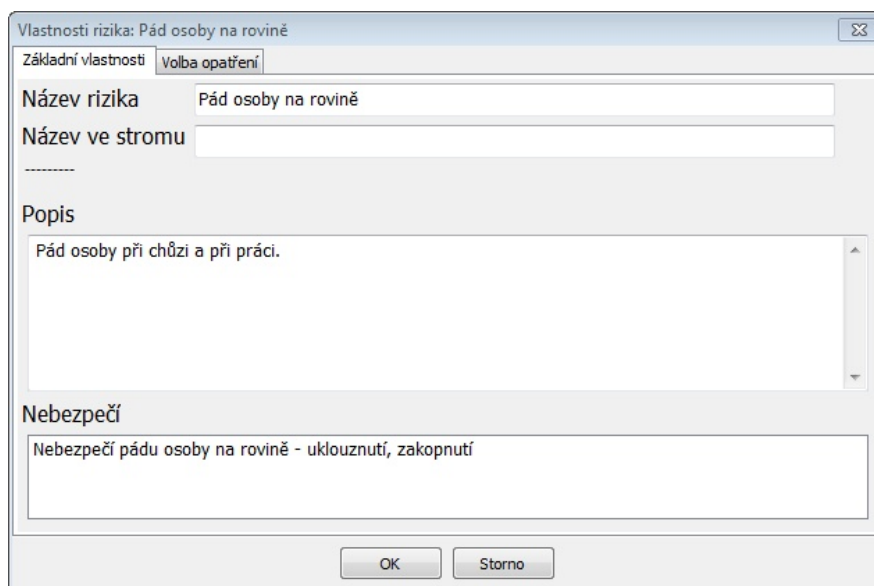 Vlastnosti rizika: Pád osoby na rovině
Základní vlastnosti Volba opatření
Název rizika Pád osoby na rovině
Název ve stromu
---------
Popis
Pád osoby při chůzi a při práci.
Nebezpečí
Nebezpečí pádu osoby na rovině - uklouznutí, zakopnutí
OK Storno